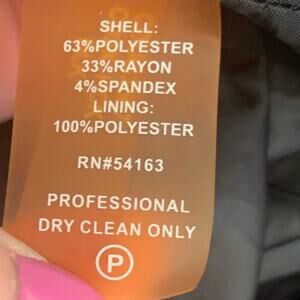 SHELL:
63%POLYESTER
33%RAYON
4%SPANDEX
LINING:
100%POLYESTER
RN#54163
PROFESSIONAL
DRY CLEAN ONLY
P